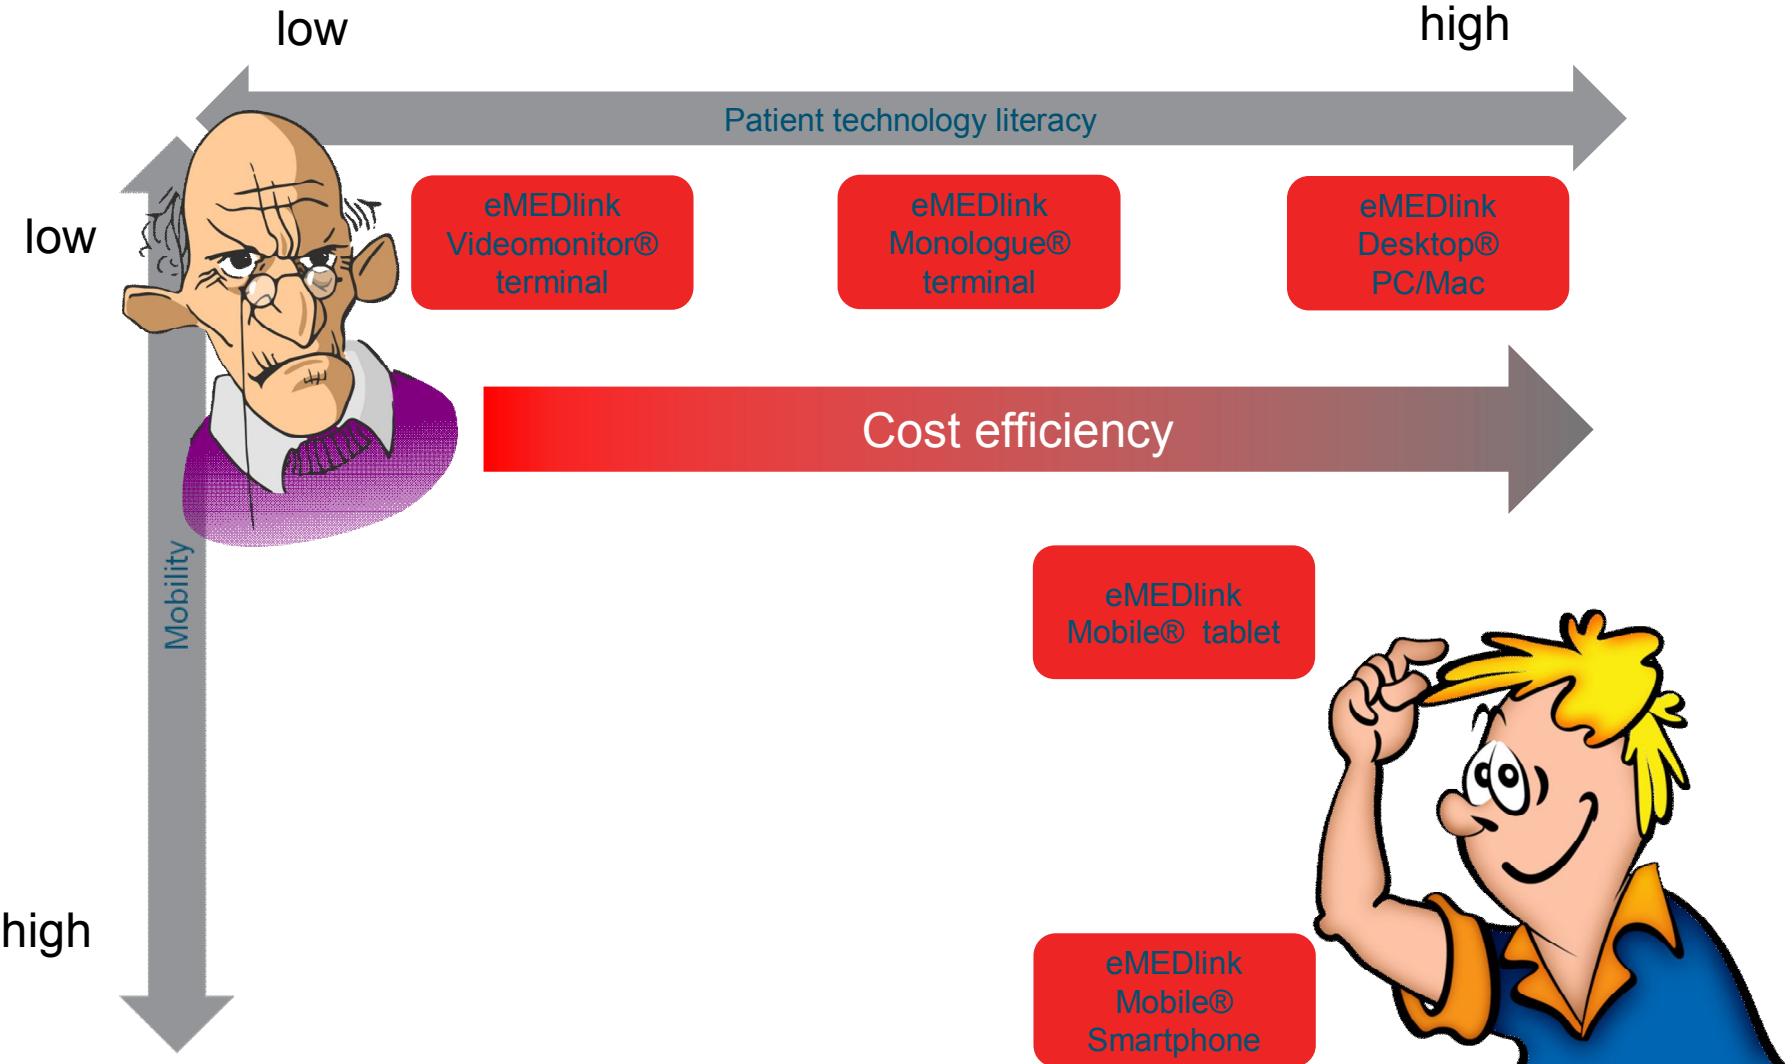 low
high
Patient technology literacy
low
eMEDlink
Videomonitor®
terminal
eMEDlink
Monologue®
terminal
eMEDlink
Desktop®
PC/Mac
Cost efficiency
Mobility
eMEDlink
Mobile® tablet
high
eMEDlink
Mobile®
Smartphone